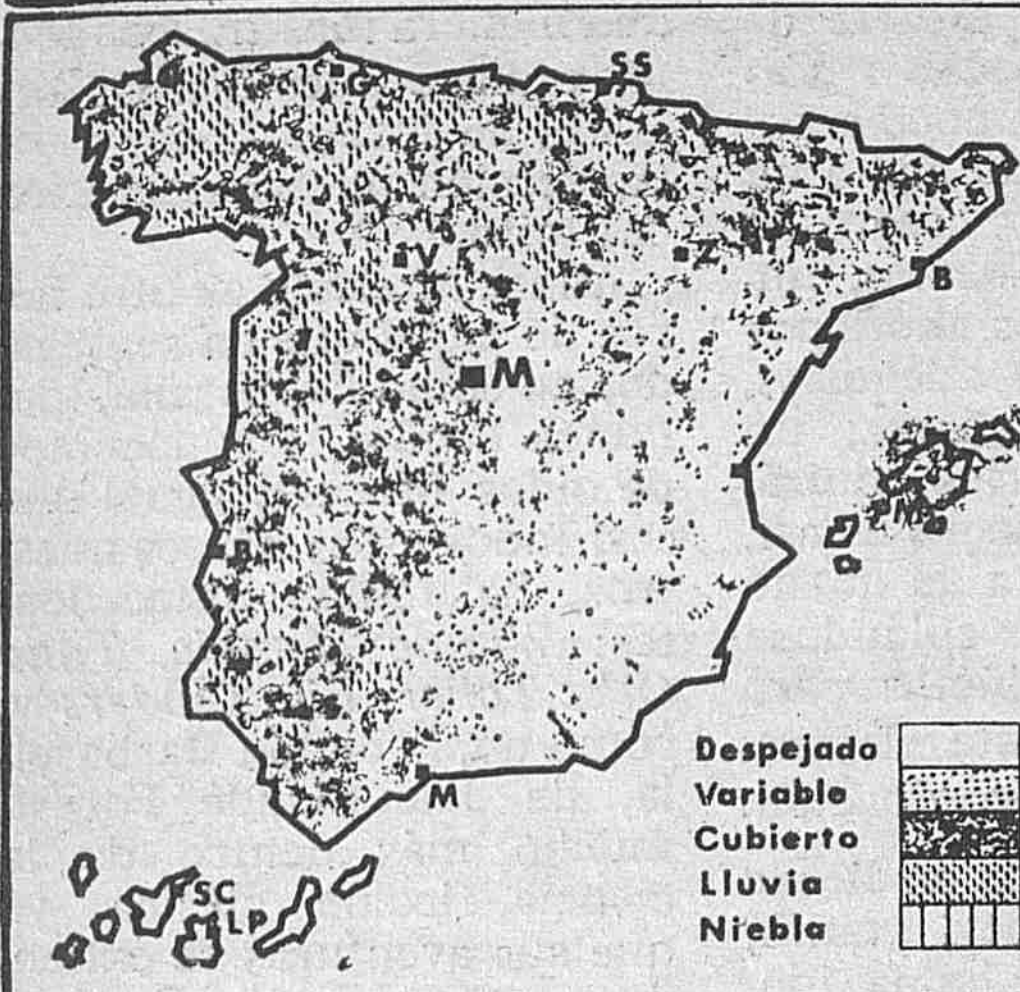 SS
G
V
Z
B
M
B
M
M
SC
LP
Despejado
Variable
Cubierto
Lluvia
Niebla